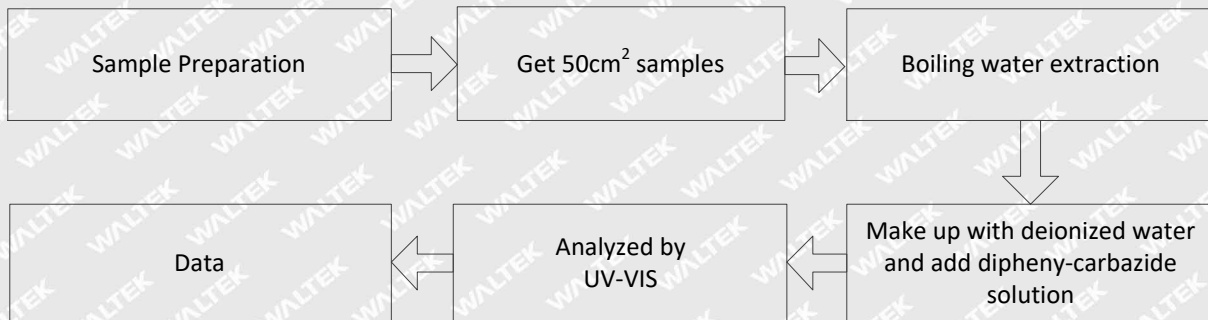 Sample Preparation
Get 50cm² samples
Boiling water extraction
Make up with deionized water
and add dipheny-carbazide
solution
Analyzed by
UV-VIS
Data
WALTEK